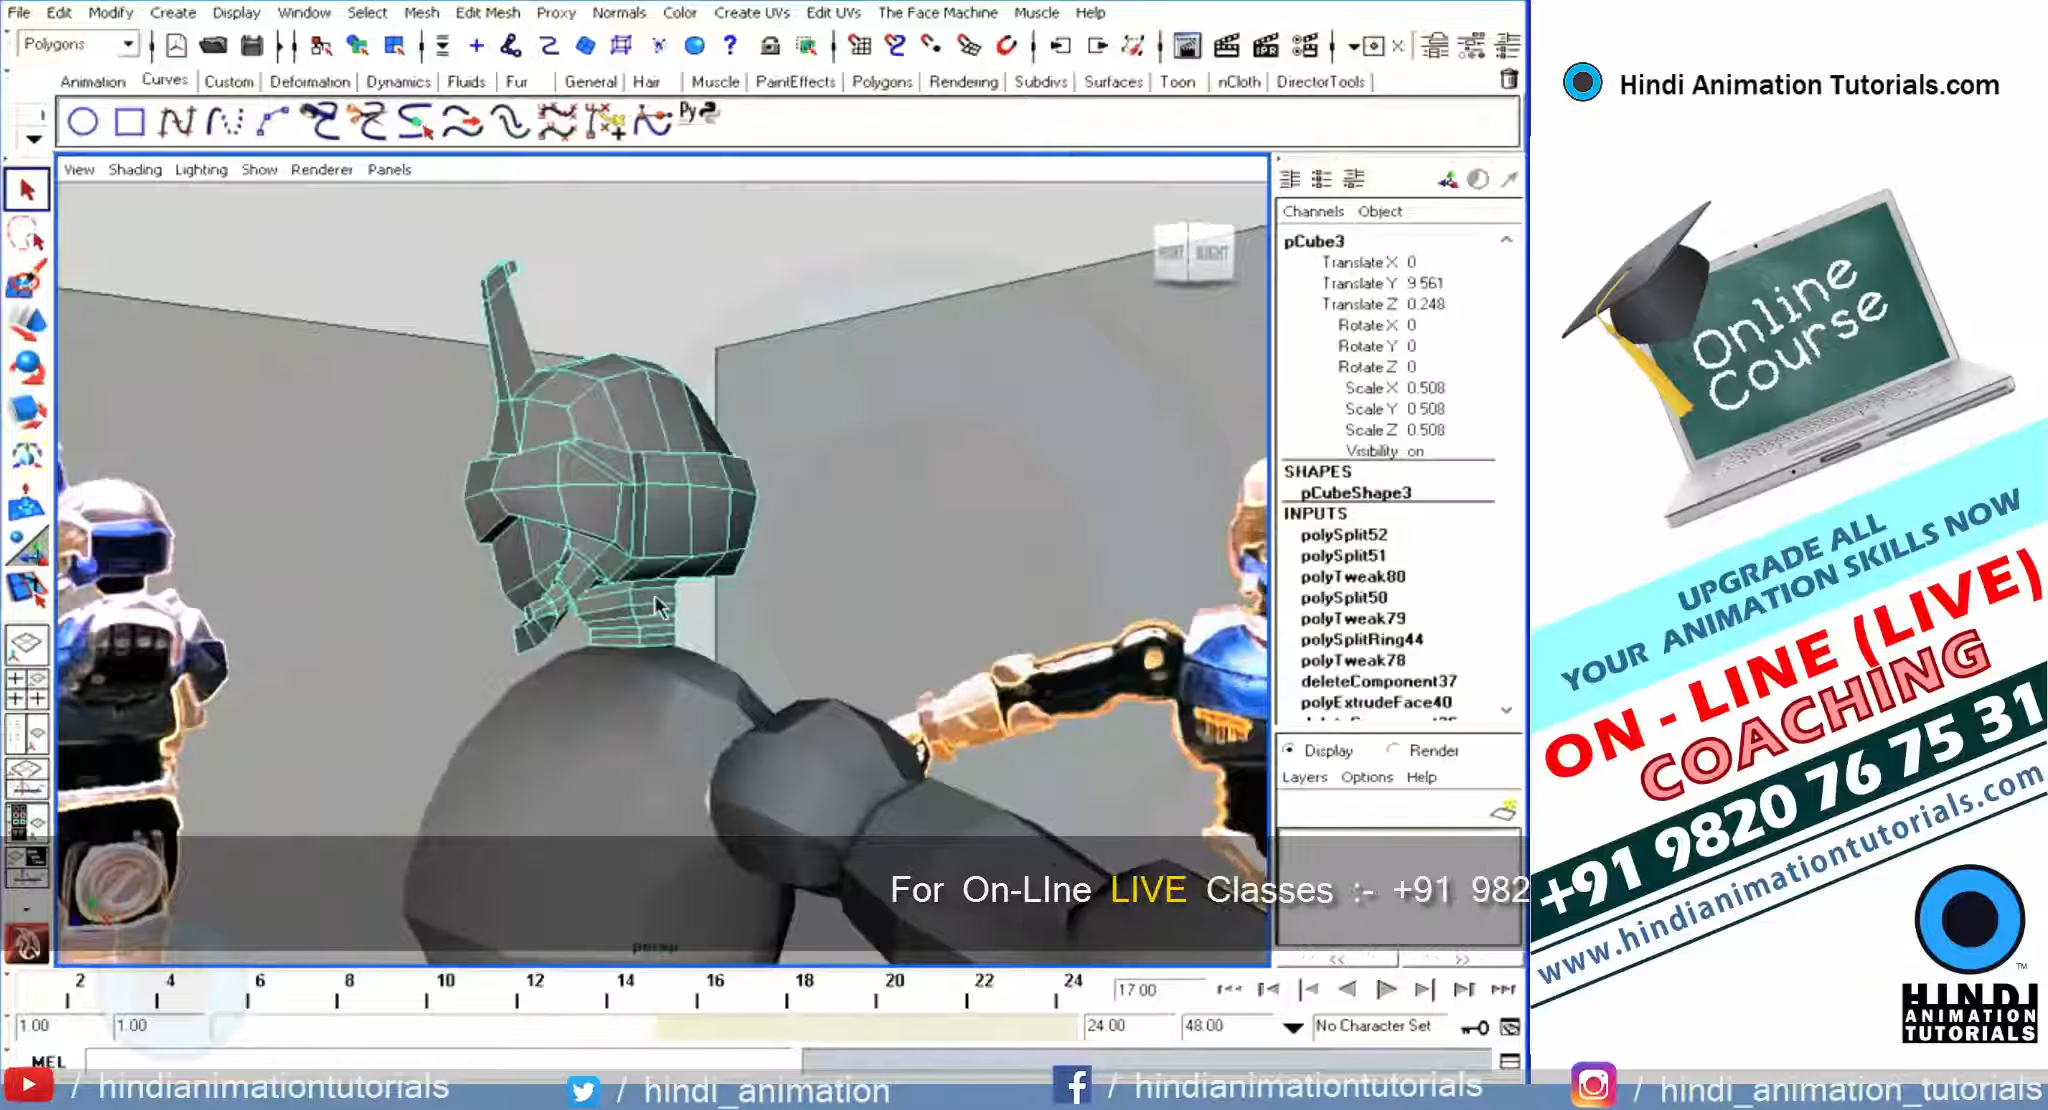 File Edit Modify Create Display Window Select Mesh Edit Mesh Proxy Normals Color Create UVs Edit UVs The Face Machine Muscle Help
Polygons
IPR
Animation Curves Custom Deformation Dynamics Fluids Fur General Hair Muscle PaintEffects Polygons Rendering Subdivs Surfaces Toon nCloth DirectorTools
Py
View Shading Lighting Show Renderer Panels
RIGHT
persp
Channels Object
pCube3
Translate X 0
Translate Y 9.561
Translate Z 0.248
Rotate X 0
Rotate Y 0
Rotate Z 0
Scale X 0.508
Scale Y 0.508
Scale Z 0.508
Visibility on
SHAPES
pCubeShape3
INPUTS
polySplit52
polySplit51
polyTweak80
polySplit50
polyTweak79
polySplitRing44
polyTweak78
deleteComponent37
polyExtrudeFace40
Display Render
Layers Options Help
For On-LIne LIVE Classes :- +91 982
2 4 6 8 10 12 14 16 18 20 22 24
17.00
1.00 1.00 24.00 48.00 No Character Set
MEL
/ hindianimationtutorials
/ hindi_animation
/ hindianimationtutorials
/ hindi_animation_tutorials
Hindi Animation Tutorials.com
Online
Course
UPGRADE ALL
YOUR ANIMATION SKILLS NOW
ON - LINE (LIVE)
COACHING
+91 9820 76 75 31
www.hindianimationtutorials.com
TM
HINDI
ANIMATION
TUTORIALS